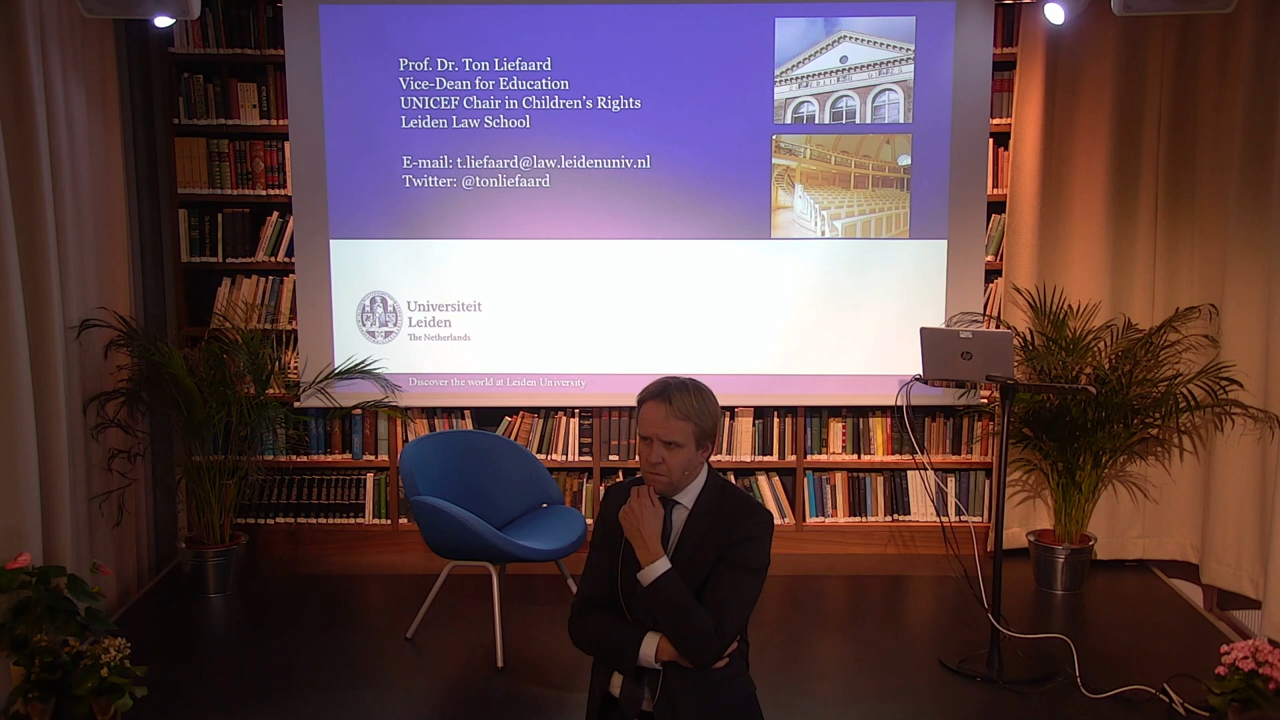 Prof. Dr. Ton Liefaard
Vice-Dean for Education
UNICEF Chair in Children's Rights
Leiden Law School
E-mail: t.liefaard@law.leidenuniv.nl
Twitter: @tonliefaard
Universiteit
Leiden
The Netherlands
Discover the world at Leiden University
hp